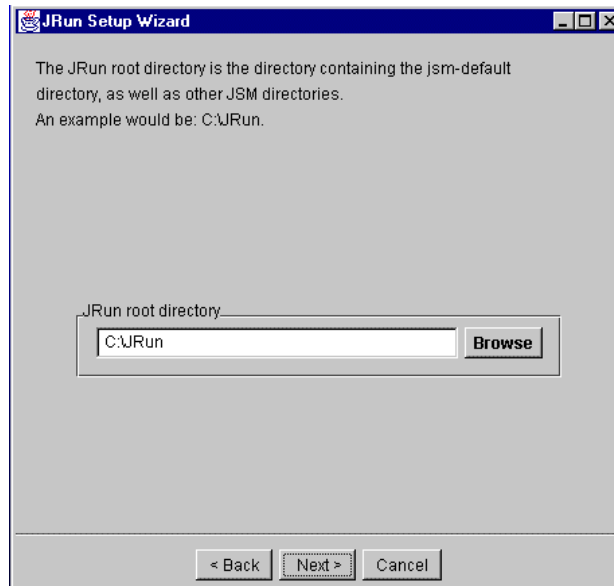 JRun Setup Wizard
The JRun root directory is the directory containing the jsm-default
directory, as well as other JSM directories.
An example would be: C:\JRun.
JRun root directory
C:\JRun
Browse
< Back
Next >
Cancel